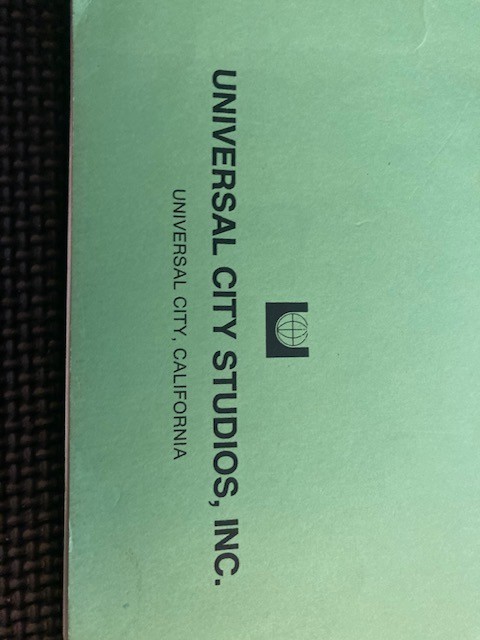 UNIVERSAL CITY STUDIOS, INC.
UNIVERSAL CITY, CALIFORNIA